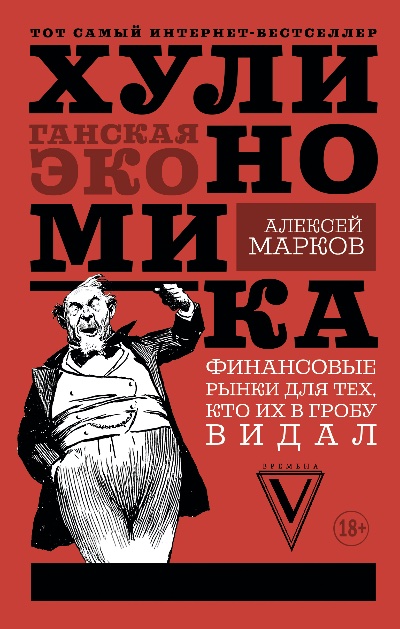 ТОТ САМЫЙ ИНТЕРНЕТ-БЕСТСЕЛЛЕР
ХУЛИ
ГАНСКАЯ
ЭКО
НО
МИ
КА
АЛЕКСЕЙ
МАРКОВ
ФИНАНСОВЫЕ
РЫНКИ ДЛЯ ТЕХ,
КТО ИХ В ГРОБУ
ВИДАЛ
ВРЕМЕНА
V
18+